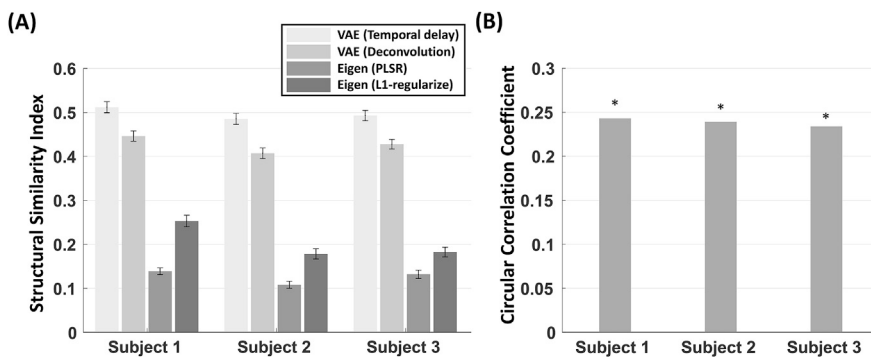 (A)
VAE (Temporal delay)
VAE (Deconvolution)
Eigen (PLSR)
Eigen (L1-regularize)
Structural Similarity Index
0.6
0.5
0.4
0.3
0.2
0.1
0
Subject 1 Subject 2 Subject 3
(B)
Circular Correlation Coefficient
0.3
0.25
0.2
0.15
0.1
0.05
0
* * *
Subject 1 Subject 2 Subject 3